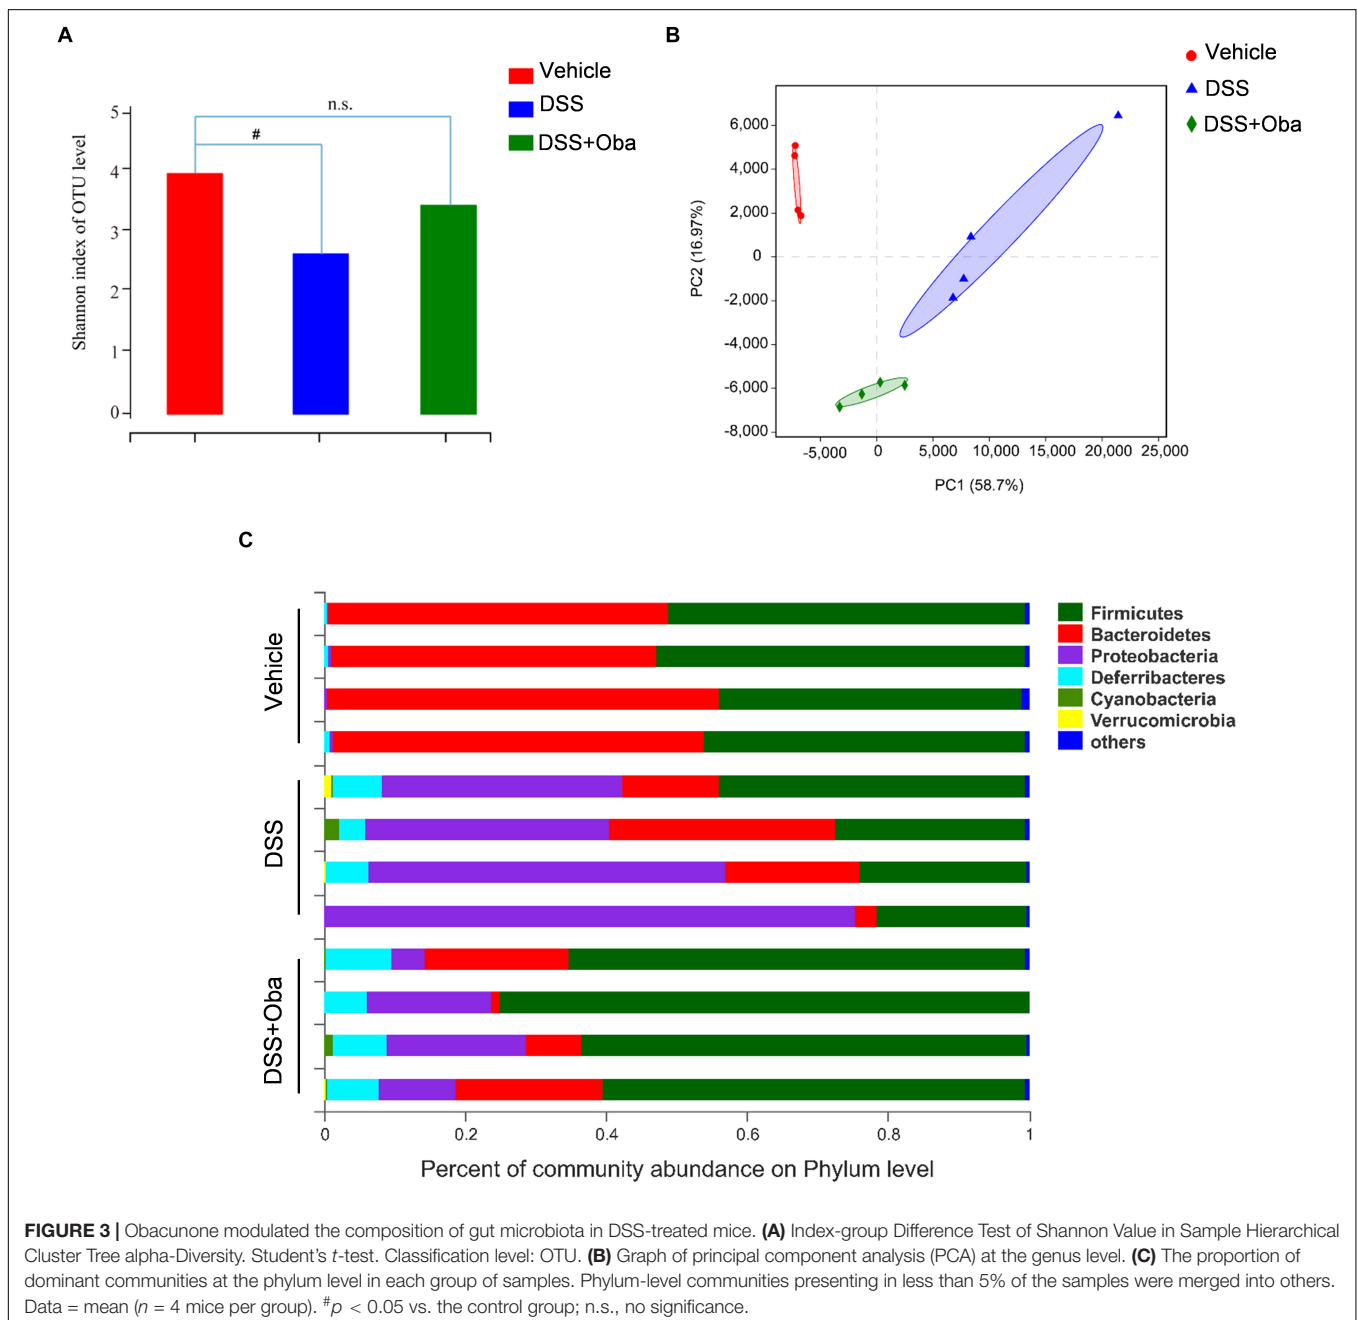 A
Vehicle
DSS
DSS+Oba
n.s.
#
Shannon index of OTU level
5
4
3
2
1
0
B
Vehicle
DSS
DSS+Oba
PC2 (16.97%)
6,000
4,000
2,000
0
-2,000
-4,000
-6,000
-8,000
-5,000 0 5,000 10,000 15,000 20,000 25,000
PC1 (58.7%)
C
Vehicle
DSS
DSS+Oba
Firmicutes
Bacteroidetes
Proteobacteria
Deferribacteres
Cyanobacteria
Verrucomicrobia
others
0 0.2 0.4 0.6 0.8 1
Percent of community abundance on Phylum level
FIGURE 3 | Obacunone modulated the composition of gut microbiota in DSS-treated mice. (A) Index-group Difference Test of Shannon Value in Sample Hierarchical
Cluster Tree alpha-Diversity. Student's t-test. Classification level: OTU. (B) Graph of principal component analysis (PCA) at the genus level. (C) The proportion of
dominant communities at the phylum level in each group of samples. Phylum-level communities presenting in less than 5% of the samples were merged into others.
Data = mean (n = 4 mice per group). #p < 0.05 vs. the control group; n.s., no significance.